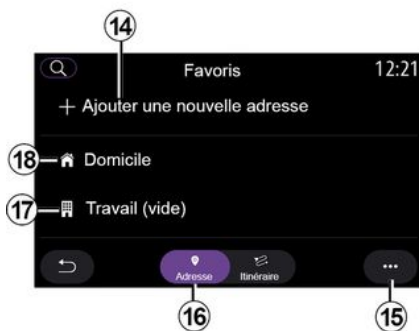 14
Favoris 12:21
+ Ajouter une nouvelle adresse
18 Domicile
17 Travail (vide)
Adresse Itinéraire
16 15